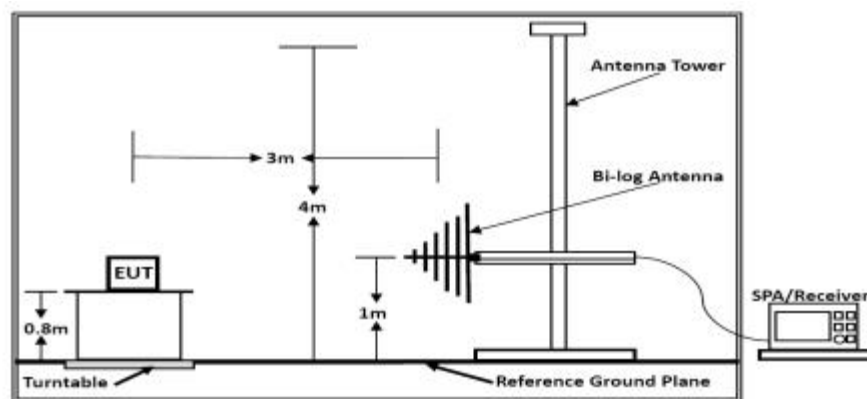 Antenna Tower
3m
Bi-log Antenna
4m
EUT
SPA/Receiver
0.8m
1m
Turntable
Reference Ground Plane